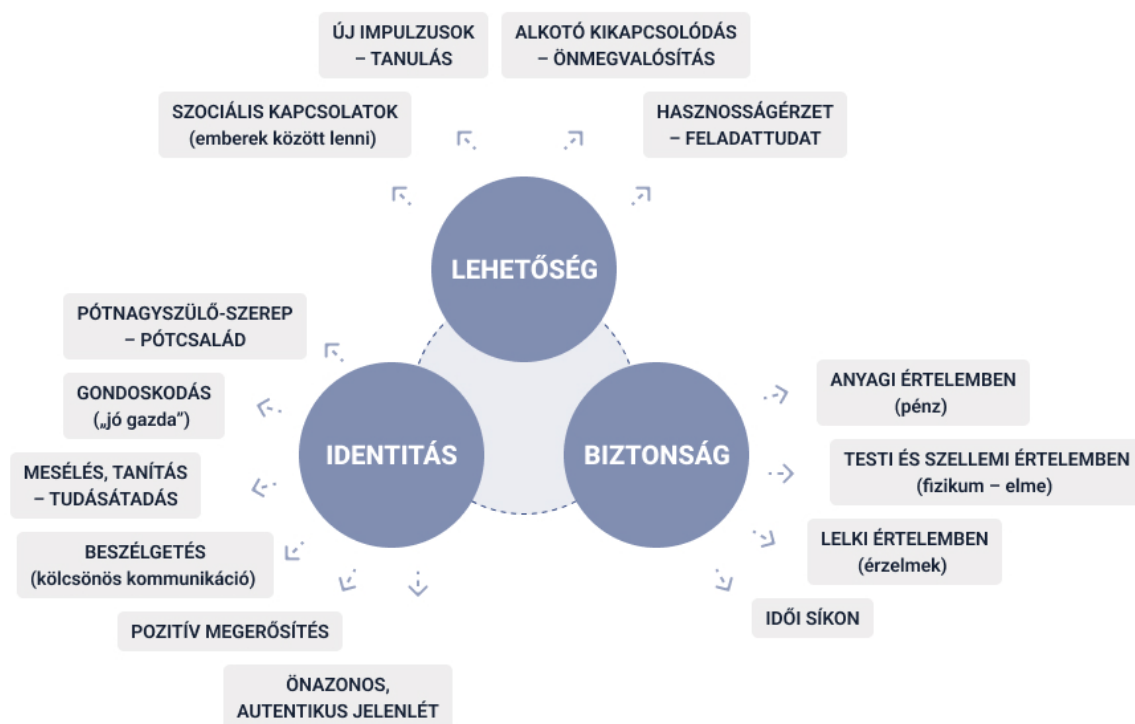 ÚJ IMPULZUSOK
– TANULÁS
ALKOTÓ KIKAPCSOLÓDÁS
– ÖNMEGVALÓSÍTÁS
SZOCIÁLIS KAPCSOLATOK
(emberek között lenni)
HASZNOSSÁGÉRZET
– FELADATTUDAT
LEHETŐSÉG
PÓTNAGYSZÜLŐ-SZEREP
– PÓTCSALÁD
GONDOSKODÁS
(„jó gazda”)
MESÉLÉS, TANÍTÁS
– TUDÁSÁTADÁS
BESZÉLGETÉS
(kölcsönös kommunikáció)
POZITÍV MEGERŐSÍTÉS
ÖNAZONOS,
AUTENTIKUS JELENLÉT
IDENTITÁS
BIZTONSÁG
ANYAGI ÉRTELEMBEN
(pénz)
TESTI ÉS SZELLEMI ÉRTELEMBEN
(fizikum – elme)
LELKI ÉRTELEMBEN
(érzelmek)
IDŐI SÍKON